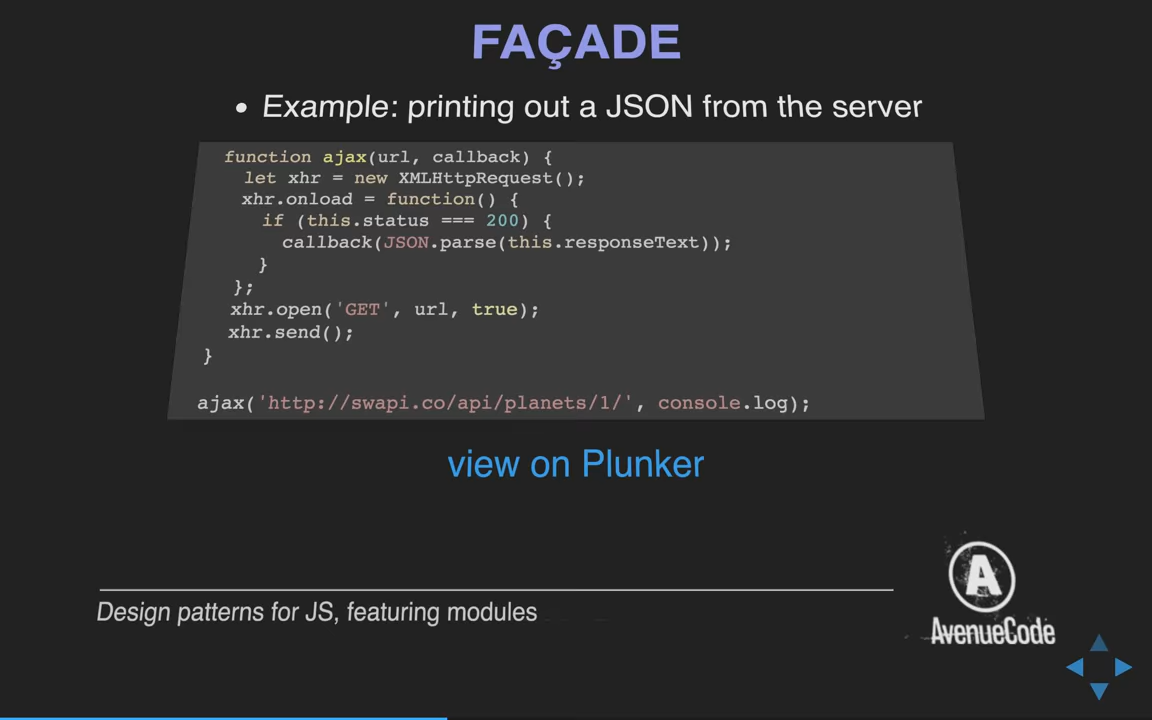 FAÇADE
• Example: printing out a JSON from the server
function ajax(url, callback) {
let xhr = new XMLHttpRequest();
xhr.onload = function() {
if (this.status === 200) {
callback(JSON.parse(this.responseText));
}
};
xhr.open('GET', url, true);
xhr.send();
}
ajax('http://swapi.co/api/planets/1/', console.log);
view on Plunker
Design patterns for JS, featuring modules
A
AvenueCode